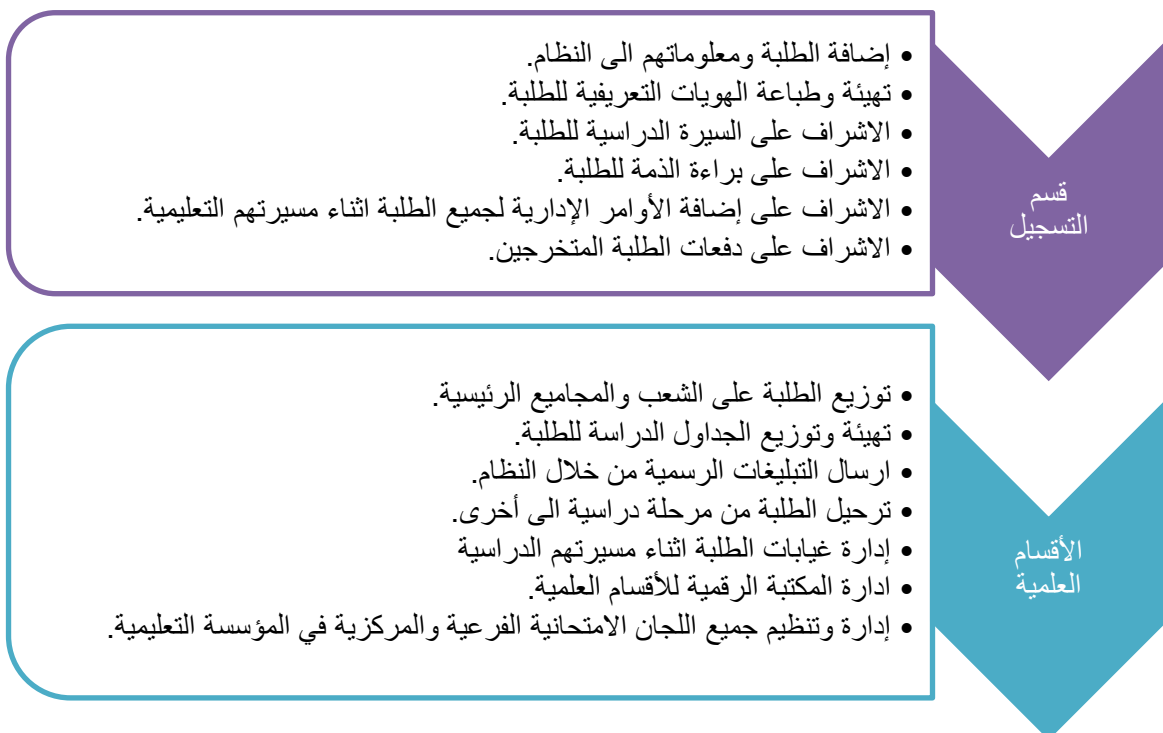 قسم
التسجيل
• إضافة الطلبة ومعلوماتهم الى النظام.
• تهيئة وطباعة الهويات التعريفية للطلبة.
• الاشراف على السيرة الدراسية للطلبة.
• الاشراف على براءة الذمة للطلبة.
• الاشراف على إضافة الأوامر الإدارية لجميع الطلبة اثناء مسيرتهم التعليمية.
• الاشراف على دفعات الطلبة المتخرجين.
الأقسام
العلمية
• توزيع الطلبة على الشعب والمجاميع الرئيسية.
• تهيئة وتوزيع الجداول الدراسة للطلبة.
• ارسال التبليغات الرسمية من خلال النظام.
• ترحيل الطلبة من مرحلة دراسية الى أخرى.
• إدارة غيابات الطلبة اثناء مسيرتهم الدراسية
• ادارة المكتبة الرقمية للأقسام العلمية.
• إدارة وتنظيم جميع اللجان الامتحانية الفرعية والمركزية في المؤسسة التعليمية.